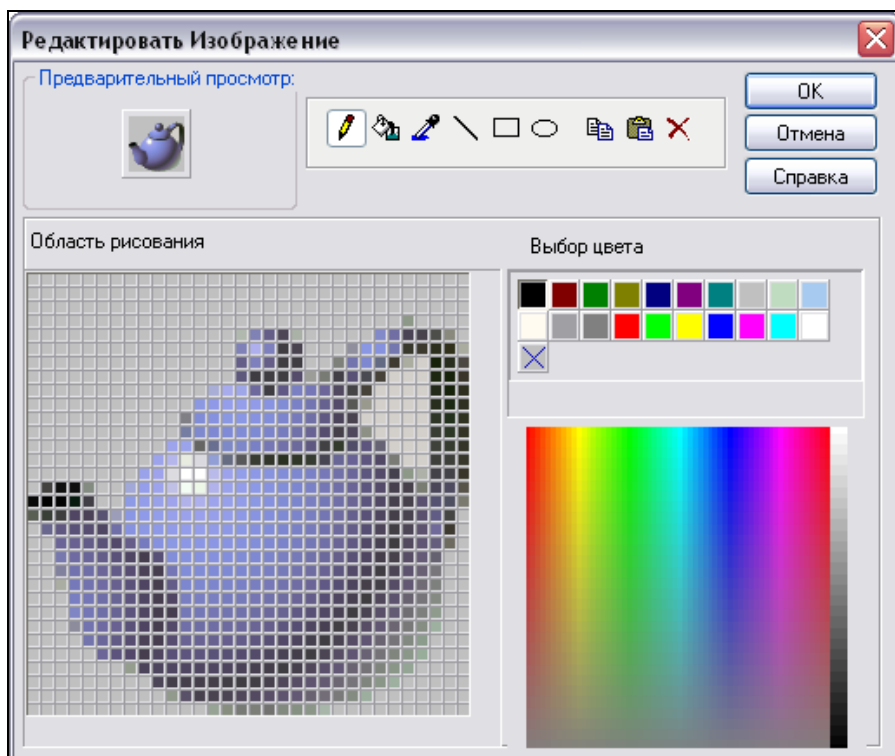 Редактировать Изображение
Предварительный просмотр:
OK
Отмена
Справка
Область рисования
Выбор цвета